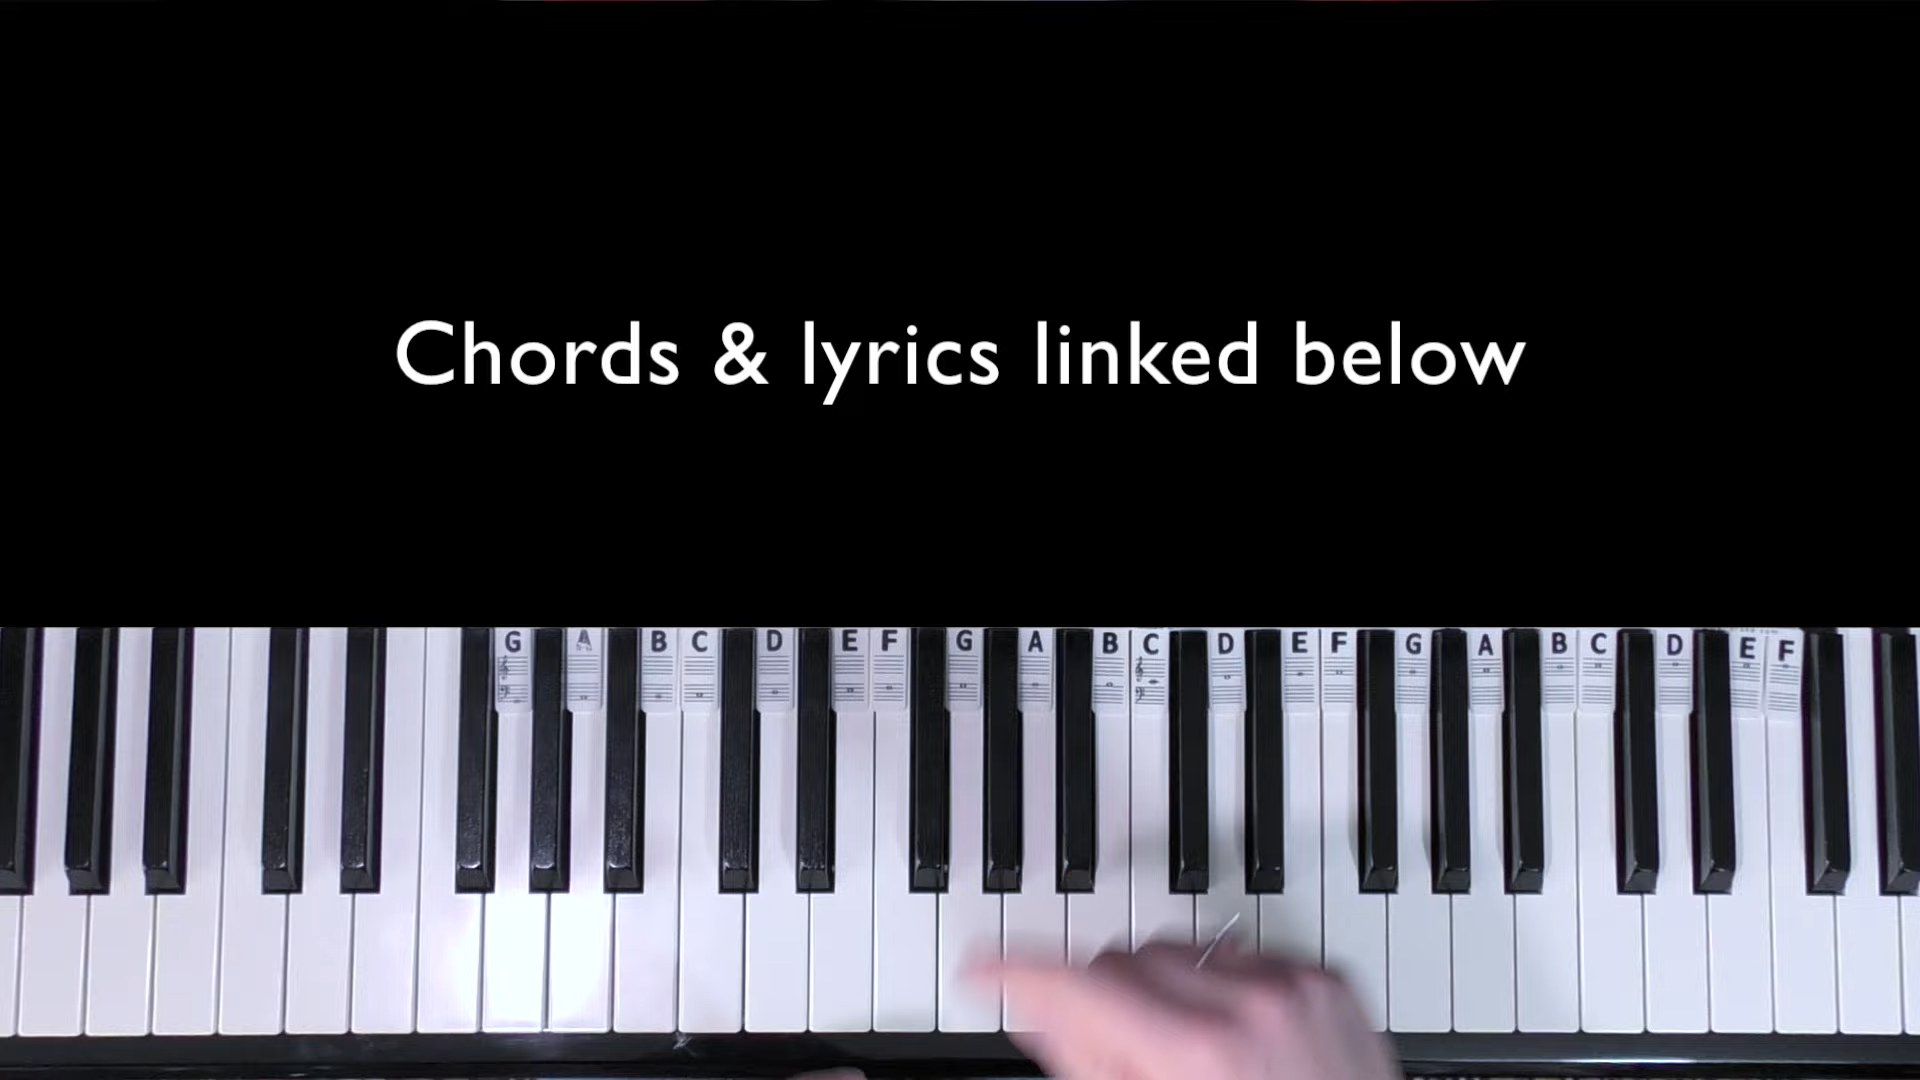 Chords & lyrics linked below
G A B C D E F G A B C D E F G A B C D E F